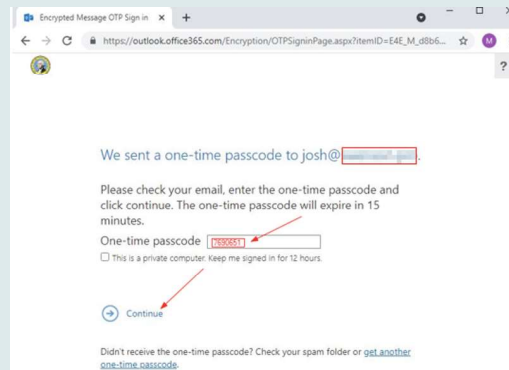 Encrypted Message OTP Sign in
https://outlook.office365.com/Encryption/OTPSigninPage.aspx?itemID=E4E_M_d8b6...
M
?
We sent a one-time passcode to josh@
Please check your email, enter the one-time passcode and
click continue. The one-time passcode will expire in 15
minutes.
One-time passcode
This is a private computer. Keep me signed in for 12 hours.
Continue
Didn't receive the one-time passcode? Check your spam folder or get another
one-time passcode.